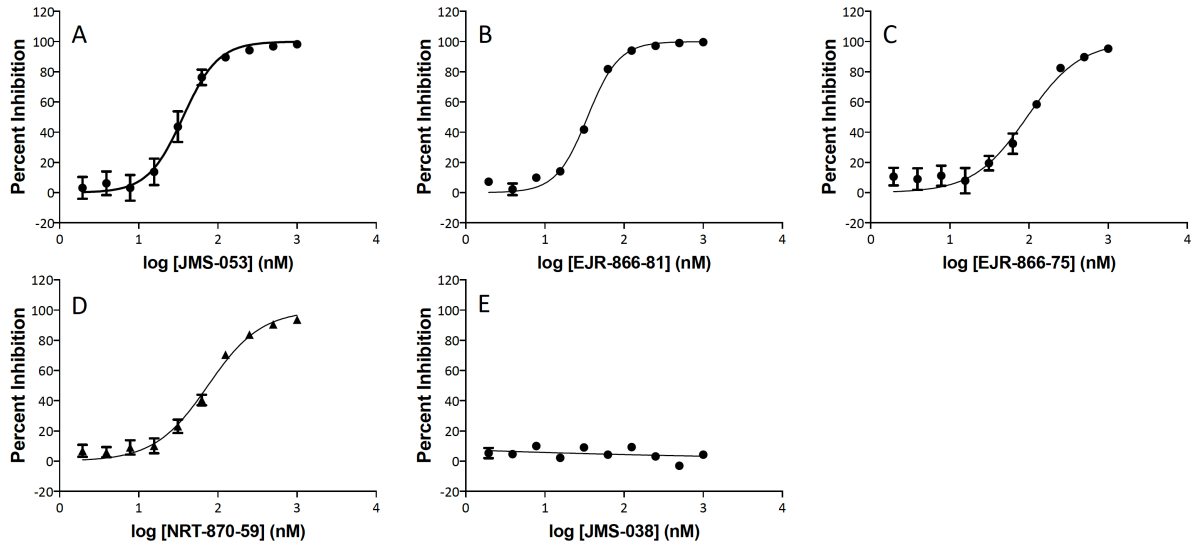 A
Percent Inhibition
120
100
80
60
40
20
0
-20
0 1 2 3 4
log [JMS-053] (nM)
B
Percent Inhibition
120
100
80
60
40
20
0
-20
0 1 2 3 4
log [EJR-866-81] (nM)
C
Percent Inhibition
120
100
80
60
40
20
0
-20
0 1 2 3 4
log [EJR-866-75] (nM)
D
Percent Inhibition
120
100
80
60
40
20
0
-20
0 1 2 3 4
log [NRT-870-59] (nM)
E
Percent Inhibition
120
100
80
60
40
20
0
-20
0 1 2 3 4
log [JMS-038] (nM)